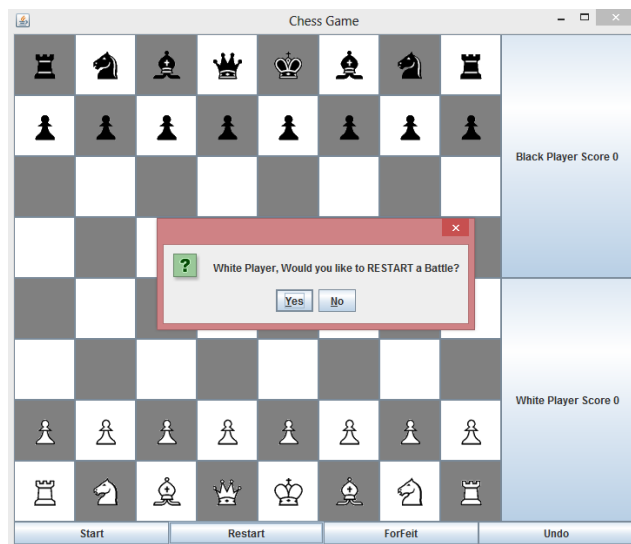 Chess Game
Black Player Score 0
White Player, Would you like to RESTART a Battle?
Yes No
White Player Score 0
Start Restart ForFeit Undo